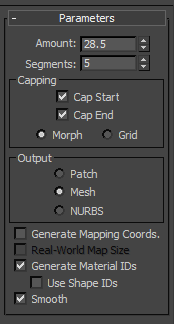 - Parameters
Amount: 28.5
Segments: 5
Capping
Cap Start
Cap End
Morph Grid
Output
Patch
Mesh
NURBS
Generate Mapping Coords.
Real-World Map Size
Generate Material IDs
Use Shape IDs
Smooth